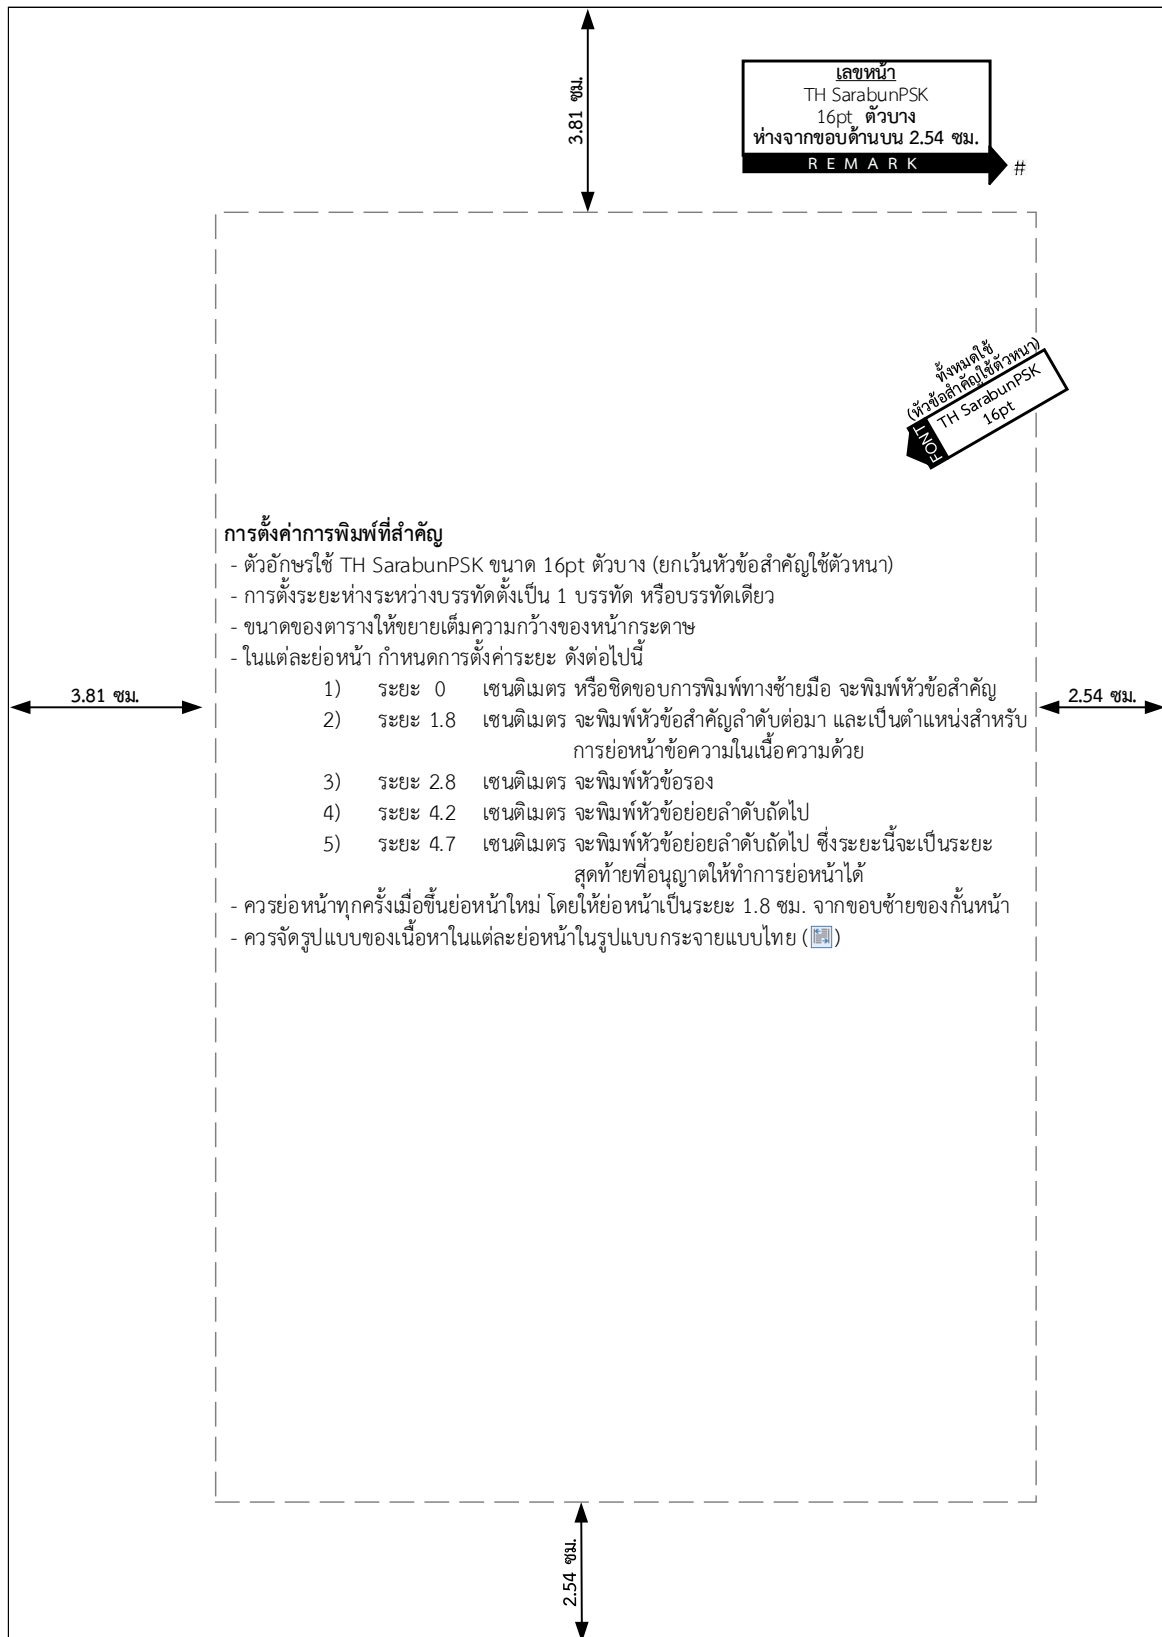 3.81 ซม.
เลขหน้า
TH SarabunPSK
16pt ตัวบาง
ห่างจากขอบด้านบน 2.54 ซม.
REMARK
#
ทั้งหมดใช้
(หัวข้อสำคัญใช้ตัวหนา)
TH SarabunPSK
16pt
FONT
การตั้งค่าการพิมพ์ที่สำคัญ
- ตัวอักษรใช้ TH SarabunPSK ขนาด 16pt ตัวบาง (ยกเว้นหัวข้อสำคัญใช้ตัวหนา)
- การตั้งระยะห่างระหว่างบรรทัดตั้งเป็น 1 บรรทัด หรือบรรทัดเดียว
- ขนาดของตารางให้ขยายเต็มความกว้างของหน้ากระดาษ
- ในแต่ละย่อหน้า กำหนดการตั้งค่าระยะ ดังต่อไปนี้
1) ระยะ 0 เซนติเมตร หรือชิดขอบการพิมพ์ทางซ้ายมือ จะพิมพ์หัวข้อสำคัญ
3.81 ซม.
2.54 ซม.
2) ระยะ 1.8 เซนติเมตร จะพิมพ์หัวข้อสำคัญลำดับต่อมา และเป็นตำแหน่งสำหรับ
การย่อหน้าข้อความในเนื้อความด้วย
3) ระยะ 2.8 เซนติเมตร จะพิมพ์หัวข้อรอง
4) ระยะ 4.2 เซนติเมตร จะพิมพ์หัวข้อย่อยลำดับถัดไป
5) ระยะ 4.7 เซนติเมตร จะพิมพ์หัวข้อย่อยลำดับถัดไป ซึ่งระยะนี้จะเป็นระยะ
สุดท้ายที่อนุญาตให้ทำการย่อหน้าได้
- ควรย่อหน้าทุกครั้งเมื่อขึ้นย่อหน้าใหม่ โดยให้ย่อหน้าเป็นระยะ 1.8 ซม. จากขอบซ้ายของกั้นหน้า
- ควรจัดรูปแบบของเนื้อหาในแต่ละย่อหน้าในรูปแบบกระจายแบบไทย ()
2.54 ซม.